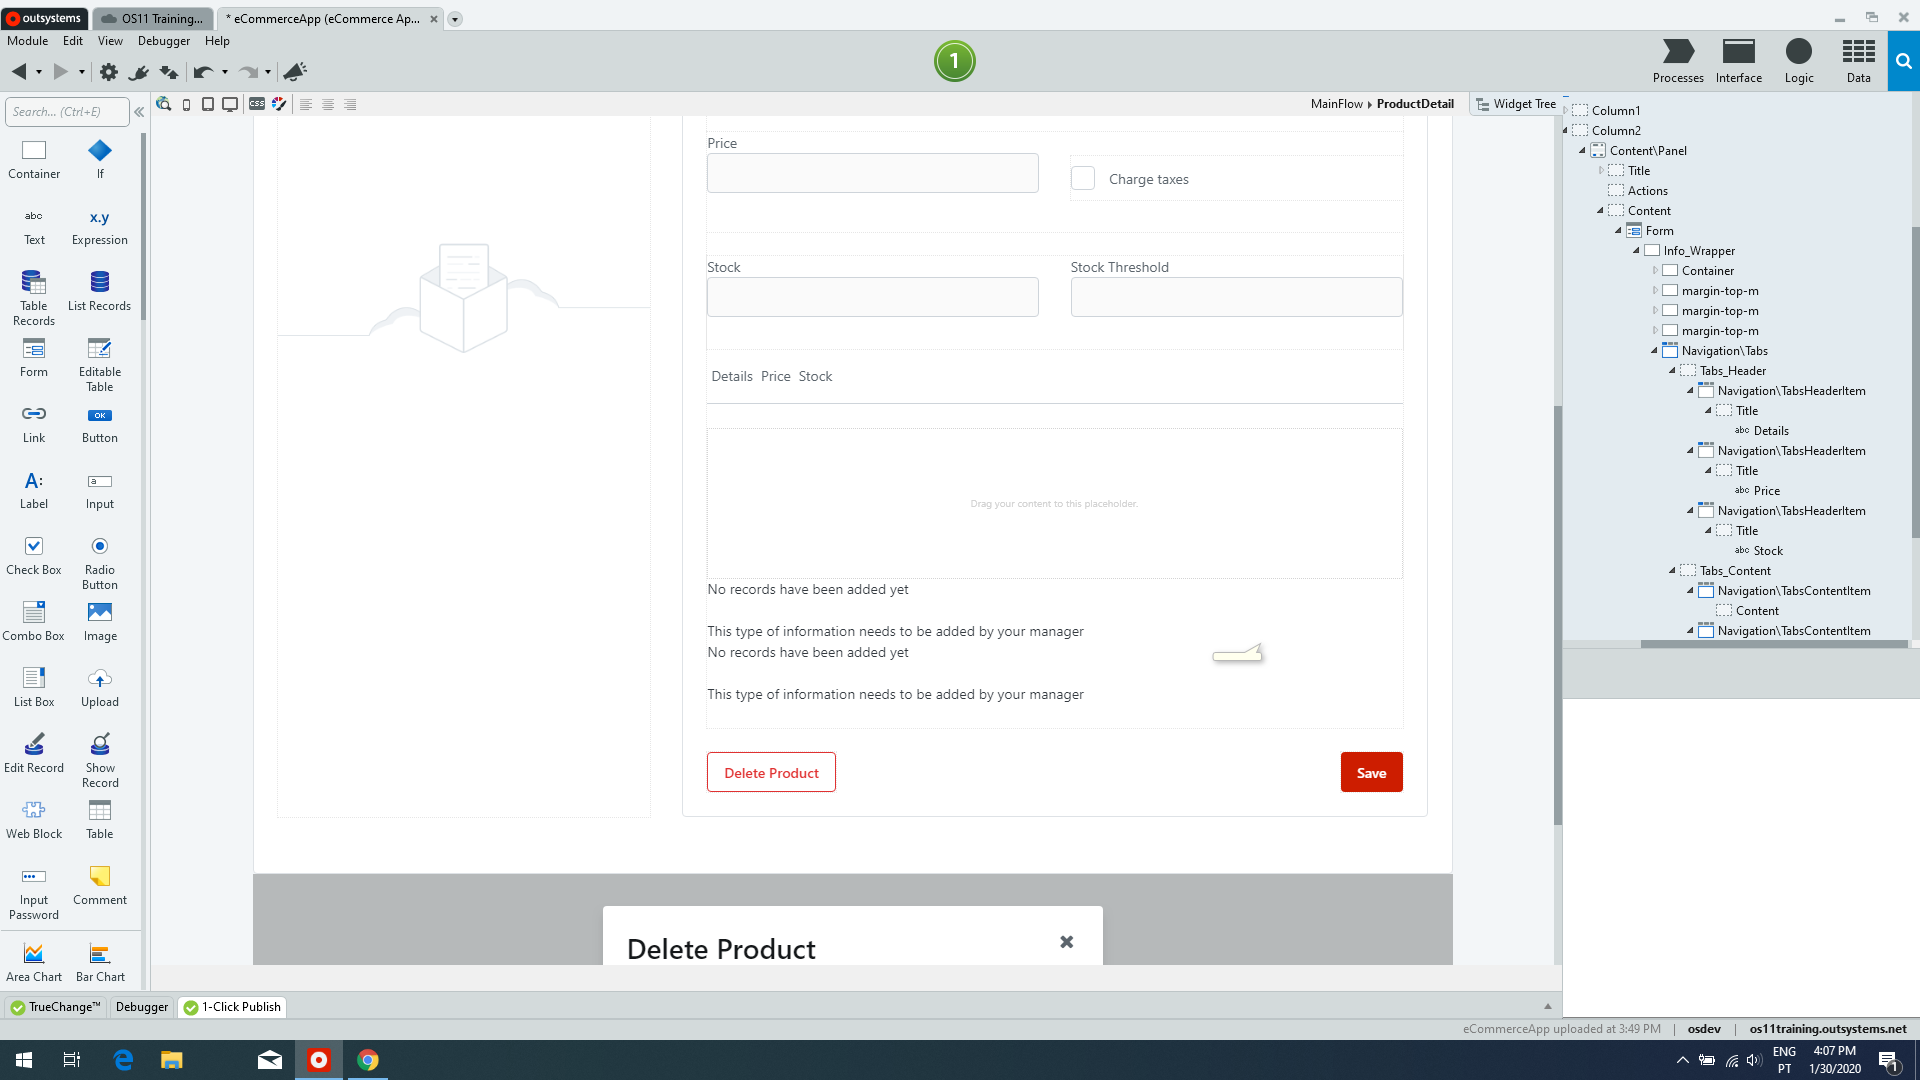 outsystems
OS11 Training...
* eCommerceApp (eCommerce Ap...
Module Edit View Debugger Help
1
Processes
Interface
Logic
Data
Search... (Ctrl+E)
css
MainFlow ProductDetail
Widget Tree
Container
If
abc
Text
x.y
Expression
Table Records
List Records
Form
Editable Table
Link
OK
Button
A:
Label
a
Input
Check Box
Radio Button
Combo Box
Image
List Box
Upload
Edit Record
Show Record
Web Block
Table
Input Password
Comment
Area Chart
Bar Chart
Price
Charge taxes
Stock
Stock Threshold
Details Price Stock
Drag your content to this placeholder.
No records have been added yet
This type of information needs to be added by your manager
No records have been added yet
This type of information needs to be added by your manager
Delete Product
Save
Delete Product
Column1
Column2
Content\Panel
Title
Actions
Content
Form
Info_Wrapper
Container
margin-top-m
margin-top-m
margin-top-m
Navigation\Tabs
Tabs_Header
Navigation\TabsHeaderItem
Title
abc Details
Navigation\TabsHeaderItem
Title
abc Price
Navigation\TabsHeaderItem
Title
abc Stock
Tabs_Content
Navigation\TabsContentItem
Content
Navigation\TabsContentItem
TrueChange™
Debugger
1-Click Publish
eCommerceApp uploaded at 3:49 PM | osdev | os11training.outsystems.net
ENG
PT
4:07 PM
1/30/2020
1